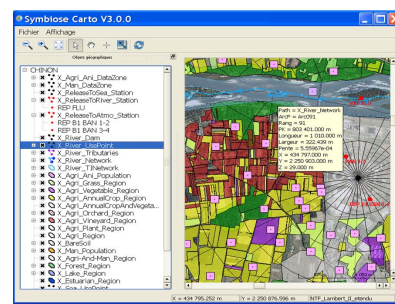 Symbiose Carto V3.0.0
Fichier Affichage
Objets géographiques
CHINON
X_Agri_Ani_DataZone
X_Man_DataZone
X_ReleaseToSea_Station
X_ReleaseToRiver_Station
REP FLU
X_ReleaseToAtmo_Station
REP B1 BAN 1-2
REP B1 BAN 3-4
X_River_Dam
X_River_UsePoint
X_River_Tributaries
X_River_Network
X_River_TINetwork
X_Agri_Ani_Population
X_Agri_Grass_Region
X_Agri_Vegetable_Region
X_Agri_AnnualCrop_Region
X_Agri_AnnualCropAndVegeta...
X_Agri_Orchard_Region
X_Agri_Vineyard_Region
X_Agri_Plant_Region
X_Agri_Region
X_BareSoil
X_Man_Population
X_Agri-And-Man_Region
X_Forest_Region
X_Lake_Region
X_Estuarian_Region
Path = X_River_Network
Arc# = Arc091
Rang = 91
PK = 803 401.000 m
Longueur = 1 010.000 m
Largeur = 322.439 m
Pente = 5.55967e-04
X = 434 797.000 m
Y = 2 250 903.000 m
Z = 29.000 m
X = 434 795.252 m
Y = 2 250 876.596 m
NTF_Lambert_II_etendu